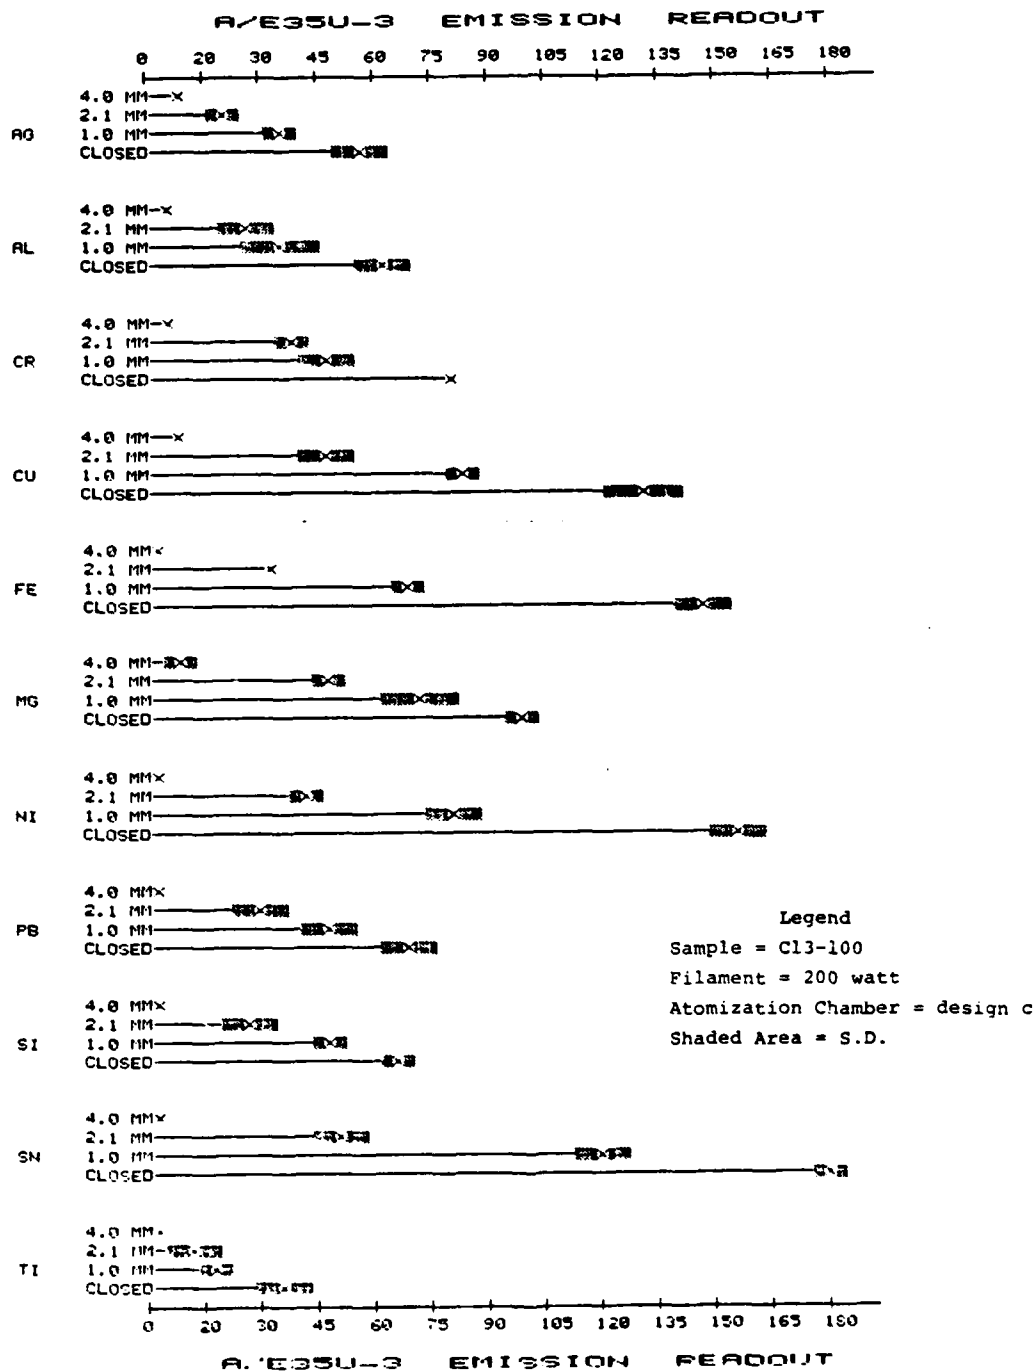 A/E35U-3 EMISSION READOUT
0 20 30 45 60 75 90 105 120 135 150 165 180
AG
4.0 MM
2.1 MM
1.0 MM
CLOSED
AL
4.0 MM
2.1 MM
1.0 MM
CLOSED
CR
4.0 MM
2.1 MM
1.0 MM
CLOSED
CU
4.0 MM
2.1 MM
1.0 MM
CLOSED
FE
4.0 MM
2.1 MM
1.0 MM
CLOSED
MG
4.0 MM
2.1 MM
1.0 MM
CLOSED
NI
4.0 MM
2.1 MM
1.0 MM
CLOSED
PB
4.0 MM
2.1 MM
1.0 MM
CLOSED
Legend
Sample = C13-100
Filament = 200 watt
Atomization Chamber = design c
Shaded Area = S.D.
SI
4.0 MM
2.1 MM
1.0 MM
CLOSED
SN
4.0 MM
2.1 MM
1.0 MM
CLOSED
TI
4.0 MM
2.1 MM
1.0 MM
CLOSED
0 20 30 45 60 75 90 105 120 135 150 165 180
A/E35U-3 EMISSION READOUT